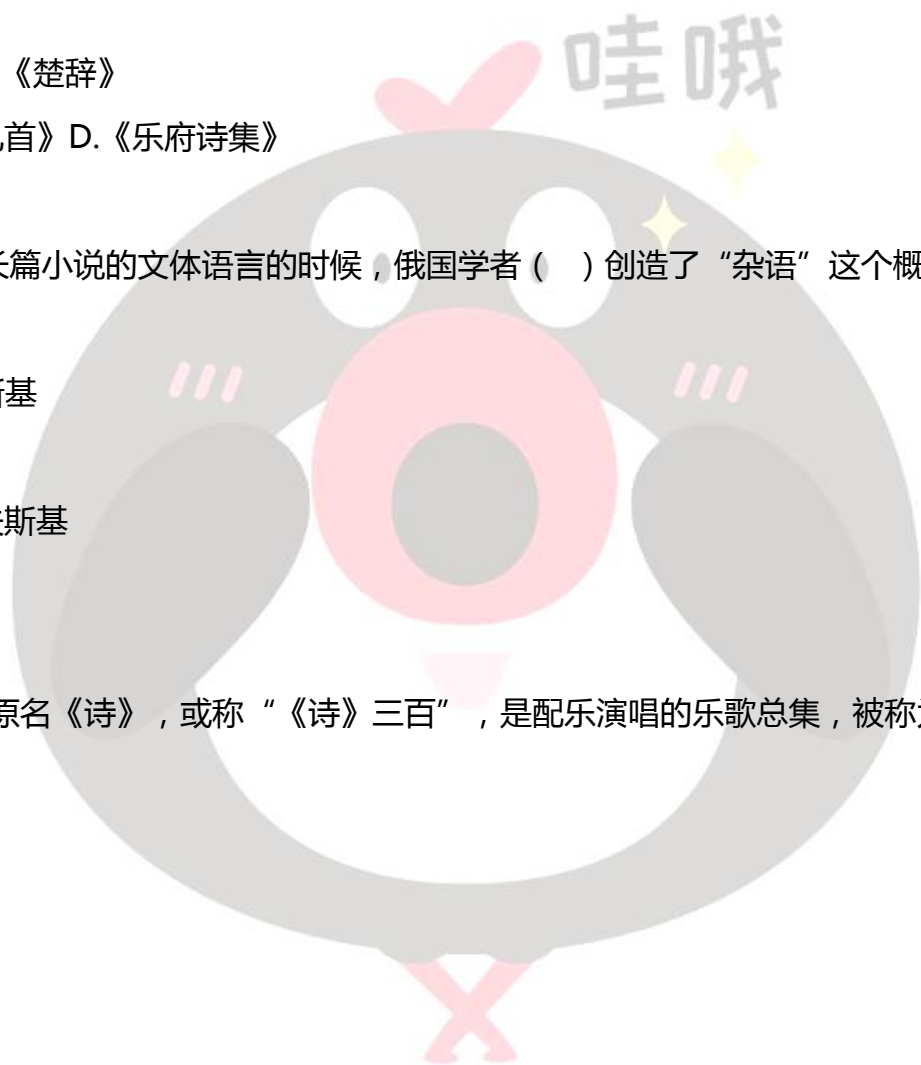 哇哦
《楚辞》
首》D.《乐府诗集》
长篇小说的文体语言的时候，俄国学者（ ）创造了“杂语”这个概
斯基
夫斯基
原名《诗》，或称“《诗》三百”，是配乐演唱的乐歌总集，被称